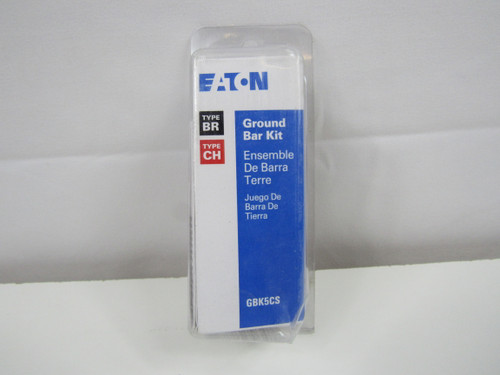 EATON
TYPE
BR
TYPE
CH
Ground
Bar Kit
Ensemble
De Barra
Terre
Juego De
Barra De
Tierra
GBK5CS